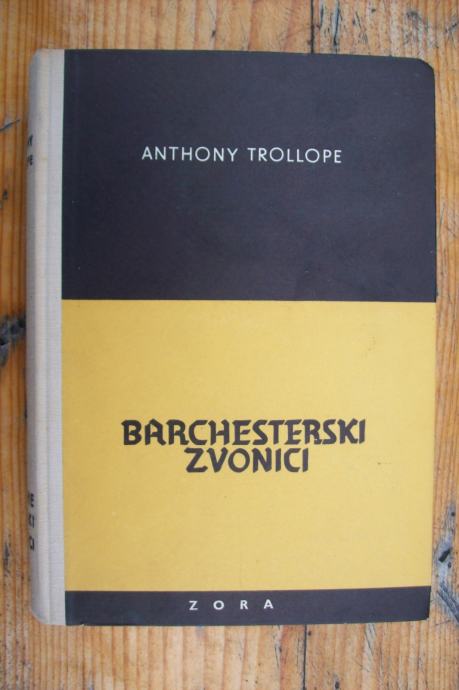 ANTHONY TROLLOPE
BARCHESTERSKI
ZVONICI
ZORA